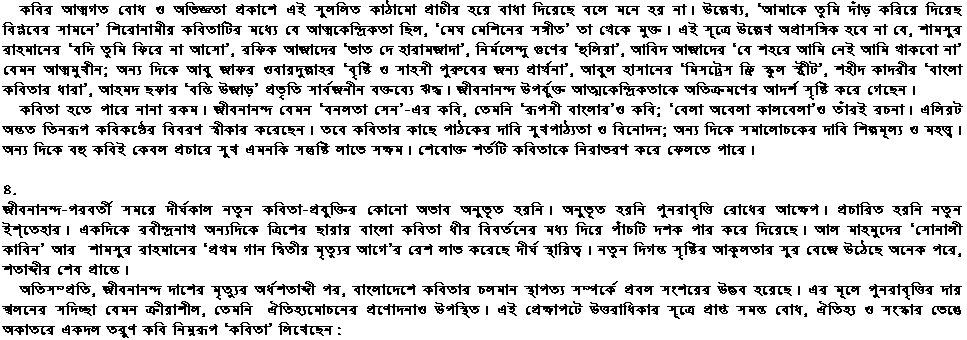 কবির আত্মগত বোধ ও অভিজ্ঞতা প্রকাশে এই সুললিত কাঠামো প্রাচীর হয়ে বাধা দিয়েছে বলে মনে হয় না। উল্লেখ্য, 'আমাকে তুমি দাঁড় করিয়ে দিয়েছ
বিপ্লবের সামনে' শিরোনামীর কবিতাটির মধ্যে যে আত্মকেন্দ্রিকতা ছিল, 'মেঘ মেশিনের সঙ্গীত' তা থেকে মুক্ত। এই সূত্রে উল্লেখ অপ্রাসঙ্গিক হবে না যে, শামসুর
রাহমানের 'যদি তুমি ফিরে না আসো', রফিক আজাদের 'ভাত দে হারামজাদা', নির্মলেন্দু গুণের 'হুলিয়া', আবিদ আজাদের 'যে শহরে আমি নেই আমি থাকবো না'
যেমন আত্মমুখীন; অন্য দিকে আবু জাফর ওবায়দুল্লাহর 'বৃষ্টি ও সাহসী পুরুষের জন্য প্রার্থনা', আবুল হাসানের 'মিসট্রেস ফ্রি স্কুল স্ট্রীট', শহীদ কাদরীর 'বাংলা
কবিতার ধারা', আহমদ ছফার 'বস্তি উজাড়' প্রভৃতি সার্বজনীন বক্তব্যে ঋদ্ধ। জীবনানন্দ উপর্যুক্ত আত্মকেন্দ্রিকতাকে অতিক্রমণের আদর্শ সৃষ্টি করে গেছেন।
কবিতা হতে পারে নানা রকম। জীবনানন্দ যেমন 'বনলতা সেন'-এর কবি, তেমনি 'রূপসী বাংলার'ও কবি; 'বেলা অবেলা কালবেলা'ও তাঁরই রচনা। এলিয়ট
অন্তত তিনরূপ কবিকণ্ঠের বিবরণ স্বীকার করেছেন। তবে কবিতার কাছে পাঠকের দাবি সুখপাঠ্যতা ও বিনোদন; অন্য দিকে সমালোচকের দাবি শিল্পমূল্য ও মহত্ত্ব।
অন্য দিকে বহু কবিই কেবল প্রচারে সুখ এমনকি সন্তুষ্টি লাভে সক্ষম। শেষোক্ত শর্তটি কবিতাকে নিরাভরণ করে ফেলতে পারে।
৪.
জীবনানন্দ-পরবর্তী সময়ে দীর্ঘকাল নতুন কবিতা-প্রযুক্তির কোনো অভাব অনুভূত হয়নি। অনুভূত হয়নি পুনরাবৃত্তি রোধের আক্ষেপ। প্রচারিত হয়নি নতুন
ইশ্‌তেহার। একদিকে রবীন্দ্রনাথ অন্যদিকে ত্রিশের ছায়ায় বাংলা কবিতা ধীর বিবর্তনের মধ্য দিয়ে পাঁচটি দশক পার করে দিয়েছে। আল মাহমুদের 'সোনালী
কাবিন' আর শামসুর রাহমানের 'প্রথম গান দ্বিতীয় মৃত্যুর আগে'র রেশ লাভ করেছে দীর্ঘ স্থায়িত্ব। নতুন দিগন্ত সৃষ্টির আকুলতার সুর বেজে উঠেছে অনেক পরে,
শতাব্দীর শেষ প্রান্তে।
অতিসম্প্রতি, জীবনানন্দ দাশের মৃত্যুর অর্ধশতাব্দী পর, বাংলাদেশে কবিতার চলমান স্থাপত্য সম্পর্কে প্রবল সংশয়ের উদ্ভব হয়েছে। এর মূলে পুনরাবৃত্তির দায়
স্খলনের সদিচ্ছা যেমন ক্রীয়াশীল, তেমনি ঐতিহ্যমোচনের প্রণোদনাও উপস্থিত। এই প্রেক্ষাপটে উত্তরাধিকার সূত্রে প্রাপ্ত সমস্ত বোধ, ঐতিহ্য ও সংস্কার ভেঙে
অকাতরে একদল তরুণ কবি নিম্নরূপ 'কবিতা' লিখেছেন :